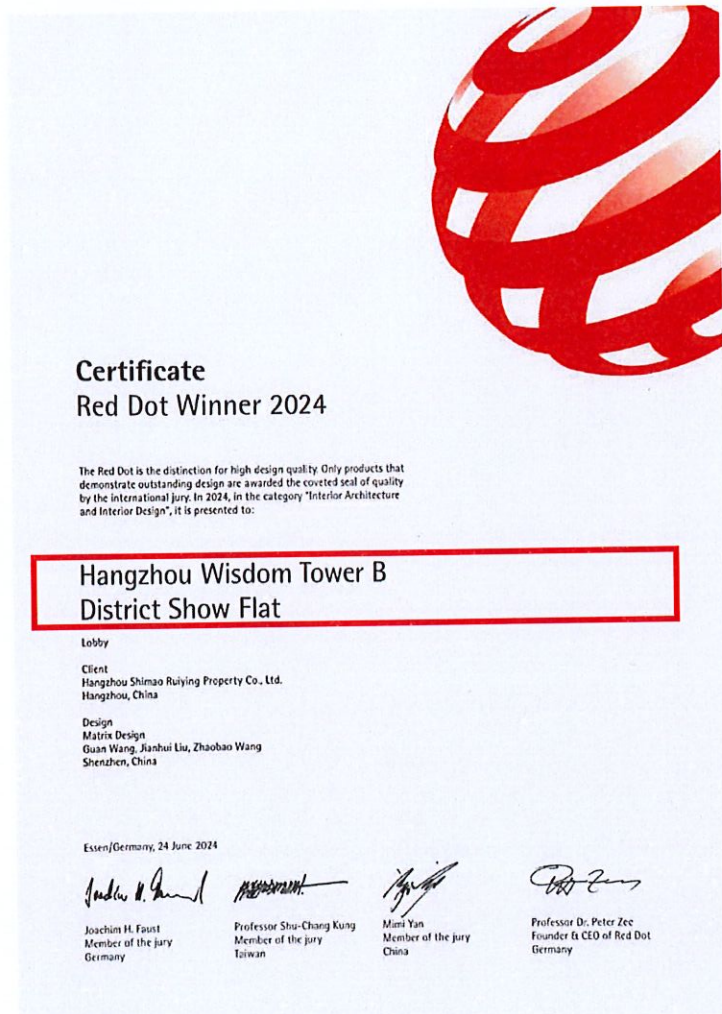 Certificate
Red Dot Winner 2024
The Red Dot is the distinction for high design quality. Only products that
demonstrate outstanding design are awarded the coveted seal of quality
by the international jury. In 2024, in the category "Interior Architecture
and Interior Design", it is presented to:
Hangzhou Wisdom Tower B
District Show Flat
Lobby
Client
Hangzhou Shimao Ruiying Property Co., Ltd.
Hangzhou, China
Design
Matrix Design
Guan Wang, Jianhui Liu, Zhaobao Wang
Shenzhen, China
Essen/Germany, 24 June 2024
Joachim H. Faust
Member of the jury
Germany
Professor Shu-Chang Kung
Member of the jury
Taiwan
Mimi Yan
Member of the jury
China
Professor Dr. Peter Zec
Founder & CEO of Red Dot
Germany